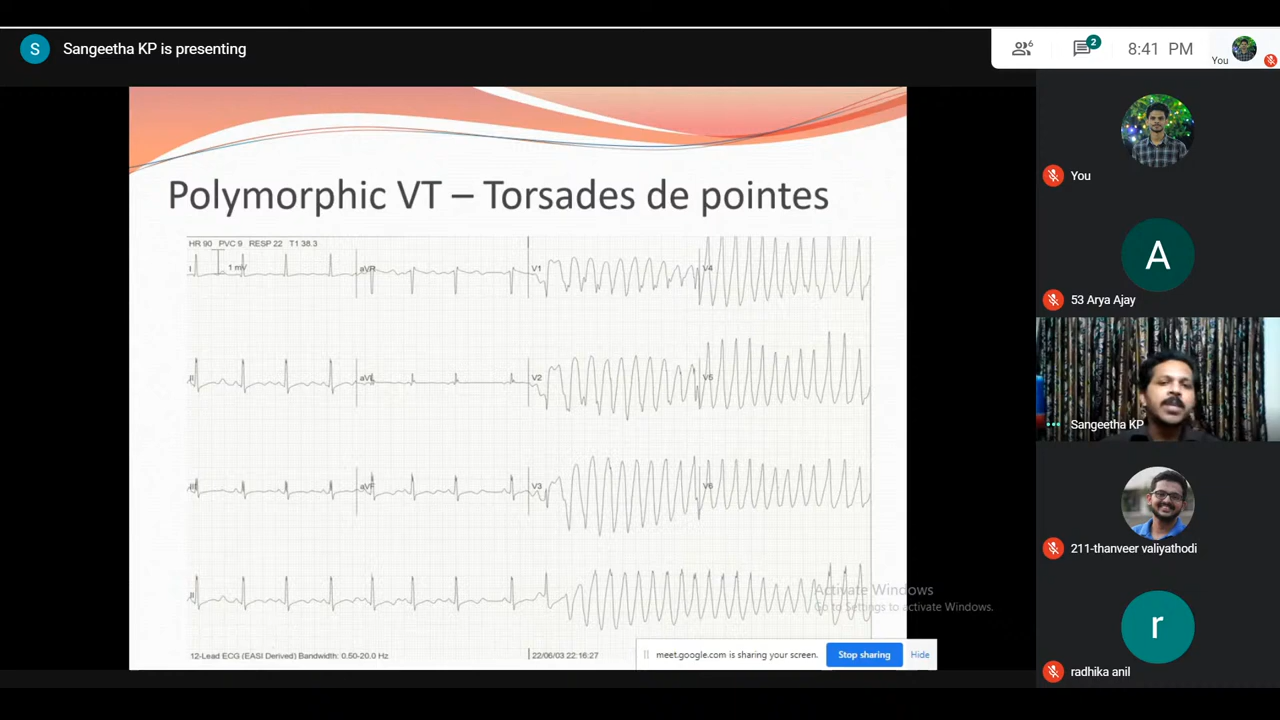 S
Sangeetha KP is presenting
6
2
8:41 PM
You
You
A
53 Arya Ajay
Sangeetha KP
211-thanveer valiyathodi
r
radhika anil
Polymorphic VT – Torsades de pointes
HR 90 PVC 9 RESP 22 T1 38.3
1 mV
I
aVR
V1
V4
II
aVL
V2
V5
III
aVF
V3
V6
II
Activate Windows
Go to Settings to activate Windows.
12-Lead ECG (EASI Derived) Bandwidth: 0.50-20.0 Hz
22/06/03 22:16:27
meet.google.com is sharing your screen.
Stop sharing
Hide